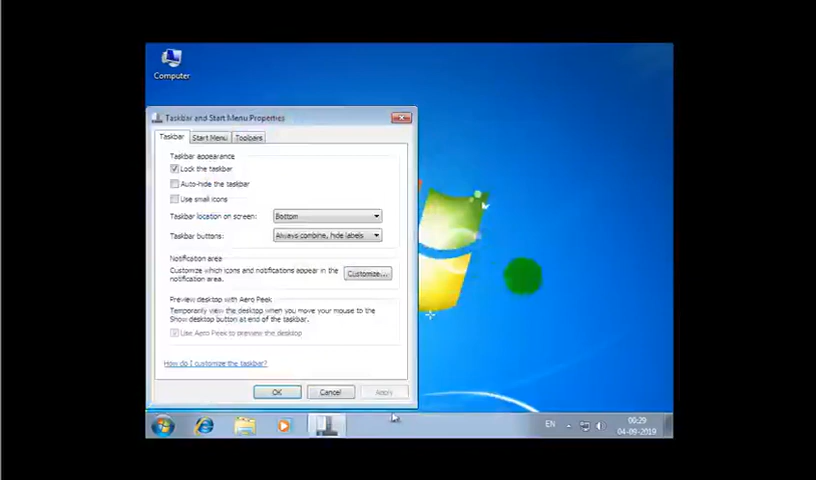 Computer
Taskbar and Start Menu Properties
Taskbar
Start Menu
Toolbars
Taskbar appearance
Lock the taskbar
Auto-hide the taskbar
Use small icons
Taskbar location on screen:
Bottom
Taskbar buttons:
Always combine, hide labels
Notification area
Customize which icons and notifications appear in the
notification area.
Customize...
Preview desktop with Aero Peek
Temporarily view the desktop when you move your mouse to the
Show desktop button at end of the taskbar.
Use Aero Peek to preview the desktop
How do I customize the taskbar?
OK
Cancel
Apply
EN
00:29
04-09-2019